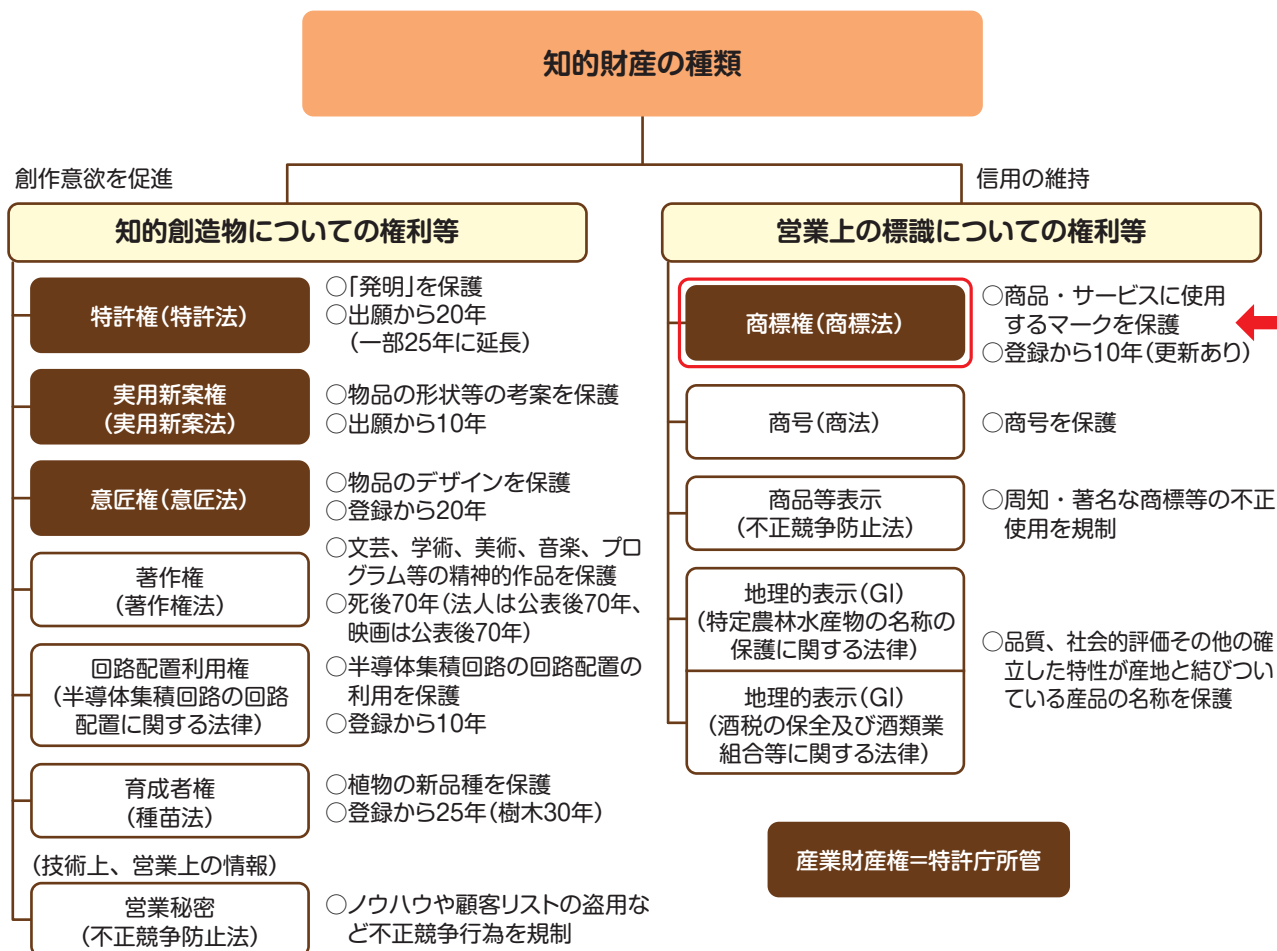 知的財産の種類
創作意欲を促進
知的創造物についての権利等
特許権(特許法)
○「発明」を保護
○出願から20年
(一部25年に延長)
実用新案権
(実用新案法)
○物品の形状等の考案を保護
○出願から10年
意匠権(意匠法)
○物品のデザインを保護
○登録から20年
著作権
(著作権法)
○文芸、学術、美術、音楽、プロ
グラム等の精神的作品を保護
○死後70年(法人は公表後70年、
映画は公表後70年)
回路配置利用権
(半導体集積回路の回路
配置に関する法律)
○半導体集積回路の回路配置の
利用を保護
○登録から10年
育成者権
(種苗法)
○植物の新品種を保護
○登録から25年(樹木30年)
(技術上、営業上の情報)
営業秘密
(不正競争防止法)
○ノウハウや顧客リストの盗用な
ど不正競争行為を規制
信用の維持
営業上の標識についての権利等
商標権(商標法)
○商品・サービスに使用
するマークを保護
○登録から10年(更新あり)
商号(商法)
○商号を保護
商品等表示
(不正競争防止法)
○周知・著名な商標等の不正
使用を規制
地理的表示(GI)
(特定農林水産物の名称の
保護に関する法律)
地理的表示(GI)
(酒税の保全及び酒類業
組合等に関する法律)
○品質、社会的評価その他の確
立した特性が産地と結びつい
ている産品の名称を保護
産業財産権=特許庁所管